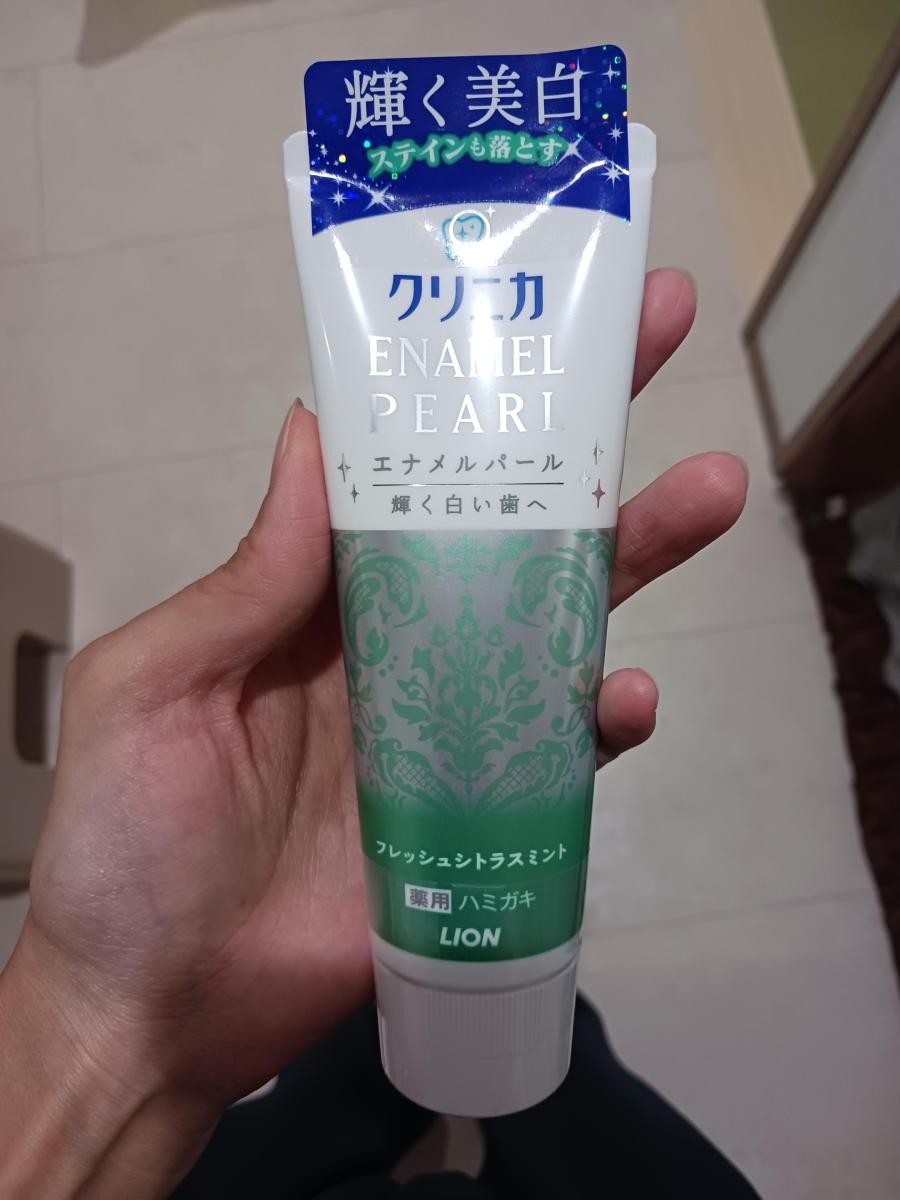 輝く美白
ステインも落とす
クリニカ
ENAMEL
PEARL
エナメルパール
輝く白い歯へ
フレッシュシトラスミント
薬用 ハミガキ
LION